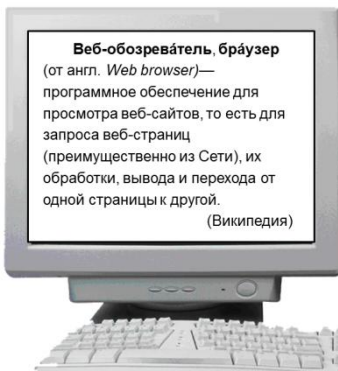 Веб-обозрева́тель, бра́узер
(от англ. Web browser)—
программное обеспечение для
просмотра веб-сайтов, то есть для
запроса веб-страниц
(преимущественно из Сети), их
обработки, вывода и перехода от
одной страницы к другой.
(Википедия)